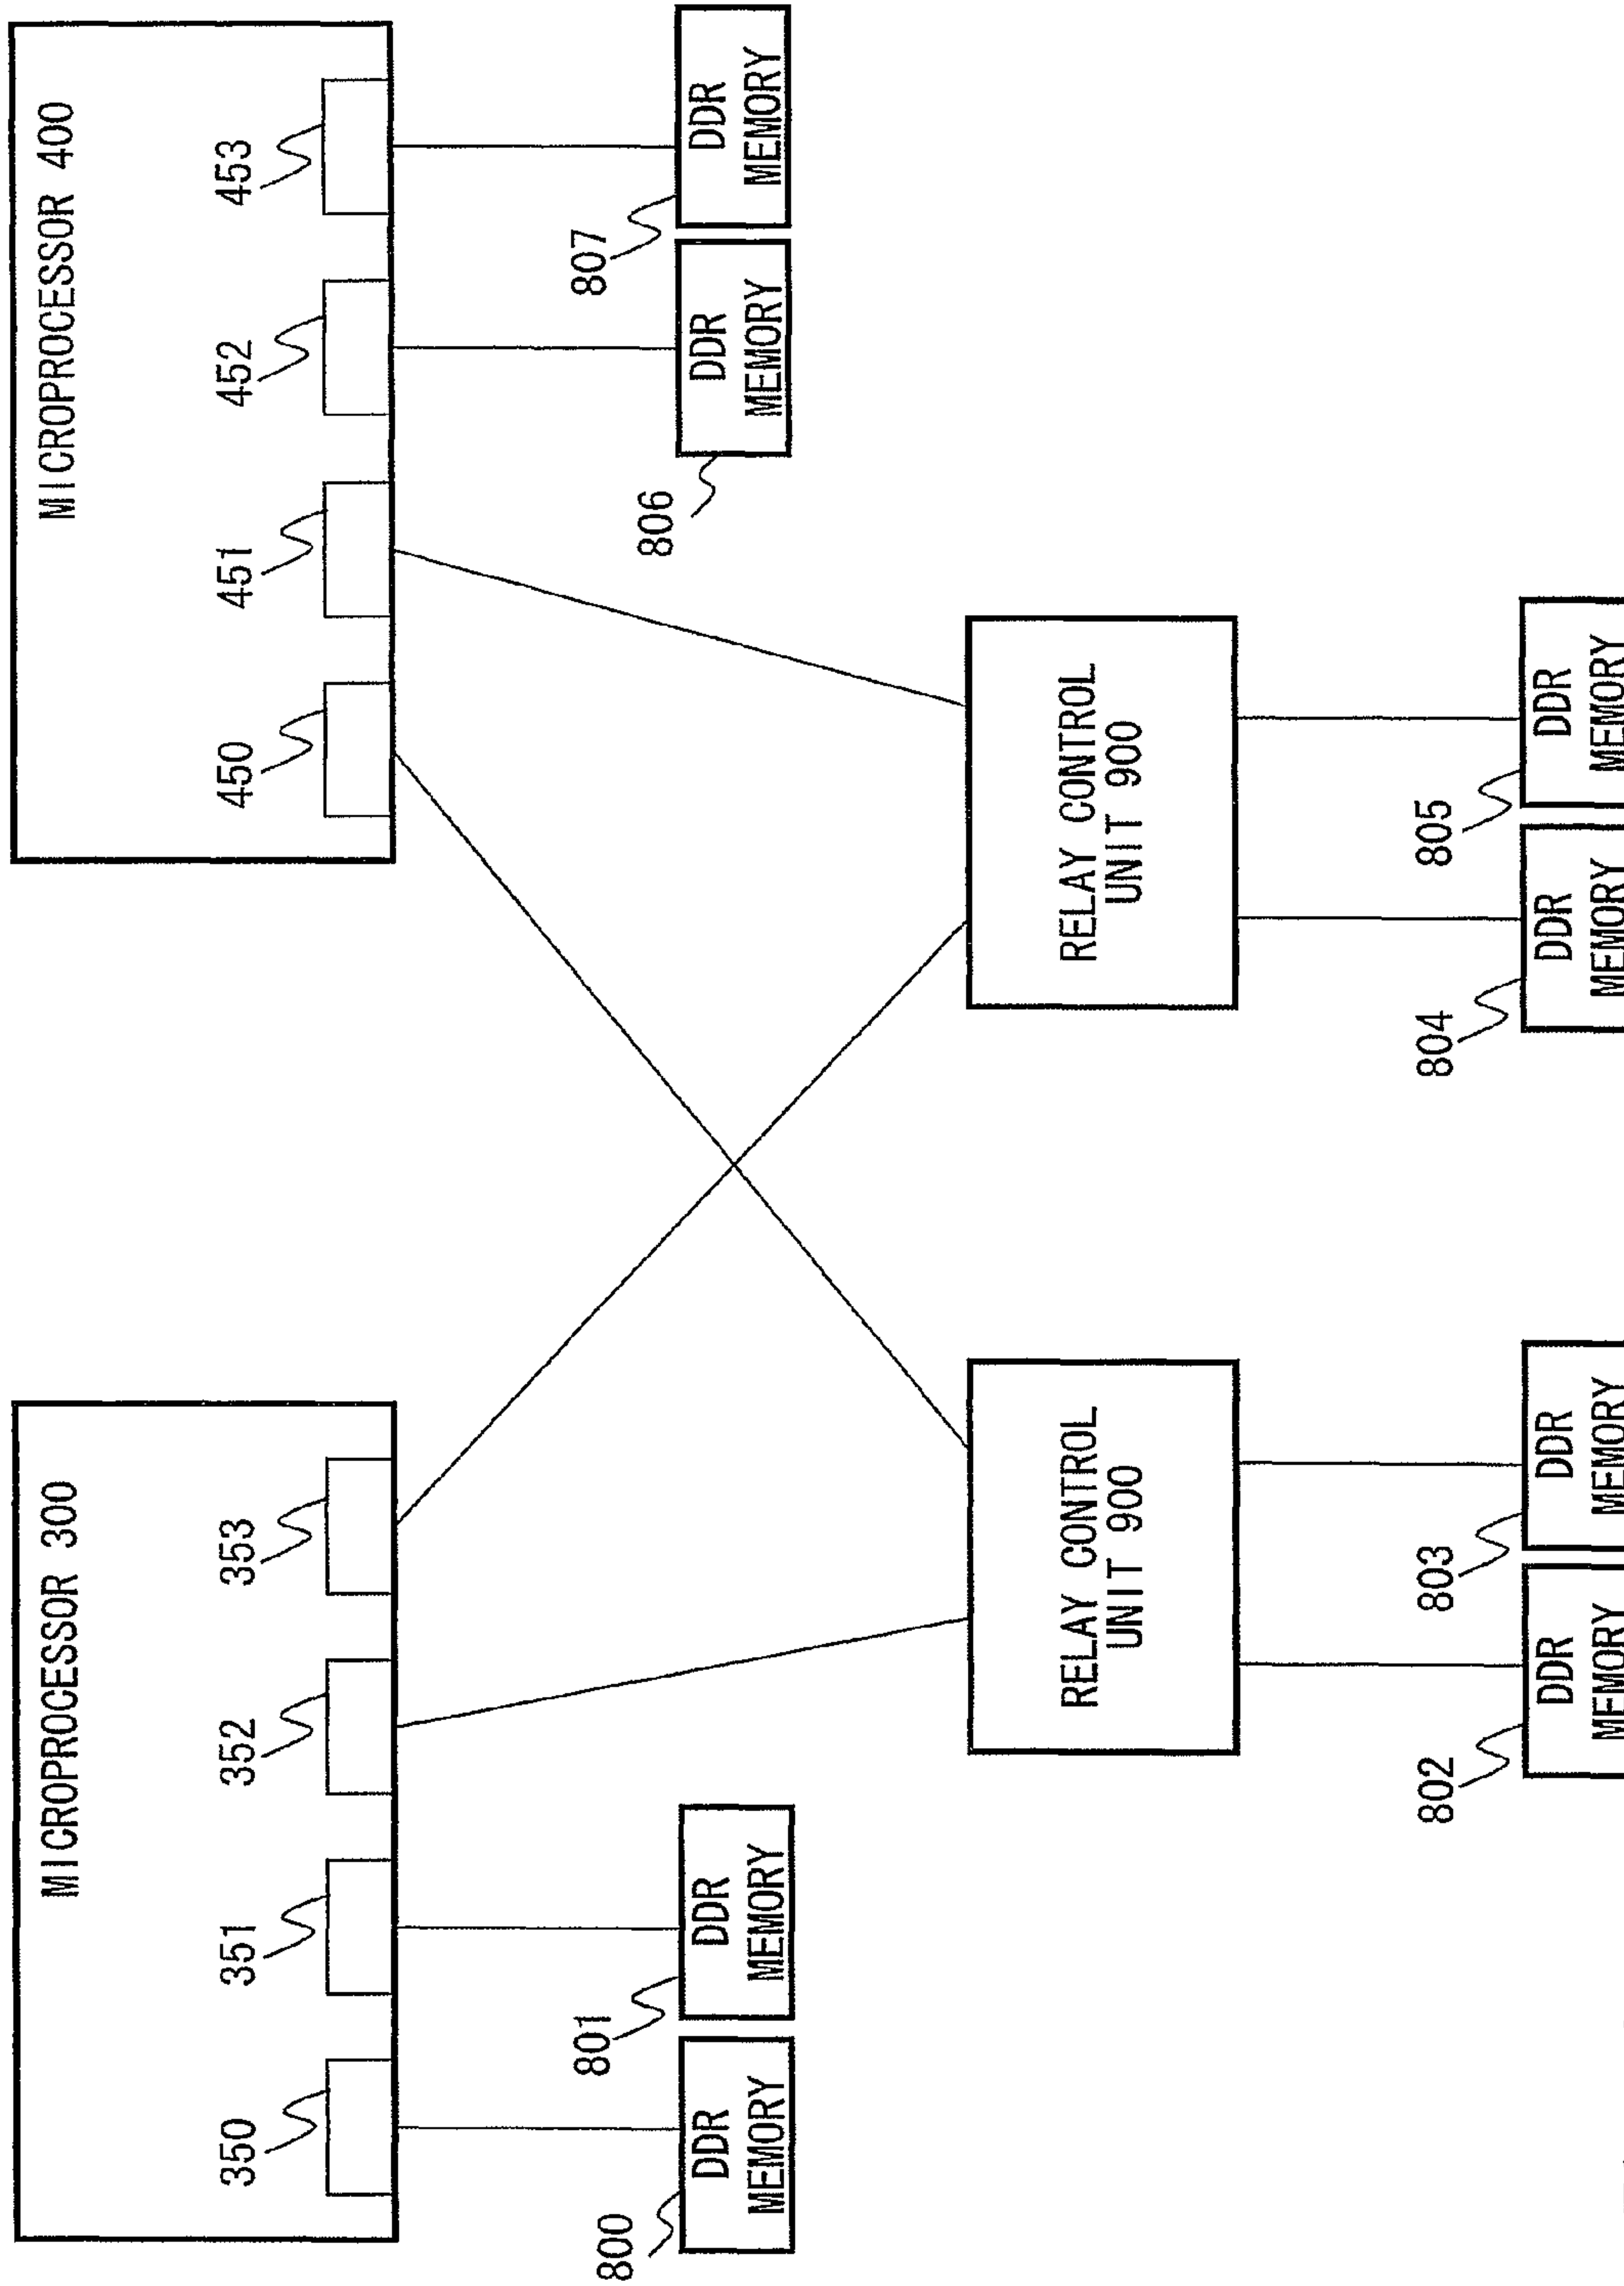 MICROPROCESSOR 300
350
351
352
353
MICROPROCESSOR 400
450
451
452
453
800
DDR
MEMORY
801
DDR
MEMORY
806
DDR
MEMORY
807
DDR
MEMORY
RELAY CONTROL
UNIT 900
RELAY CONTROL
UNIT 900
802
DDR
MEMORY
803
DDR
MEMORY
804
DDR
MEMORY
805
DDR
MEMORY